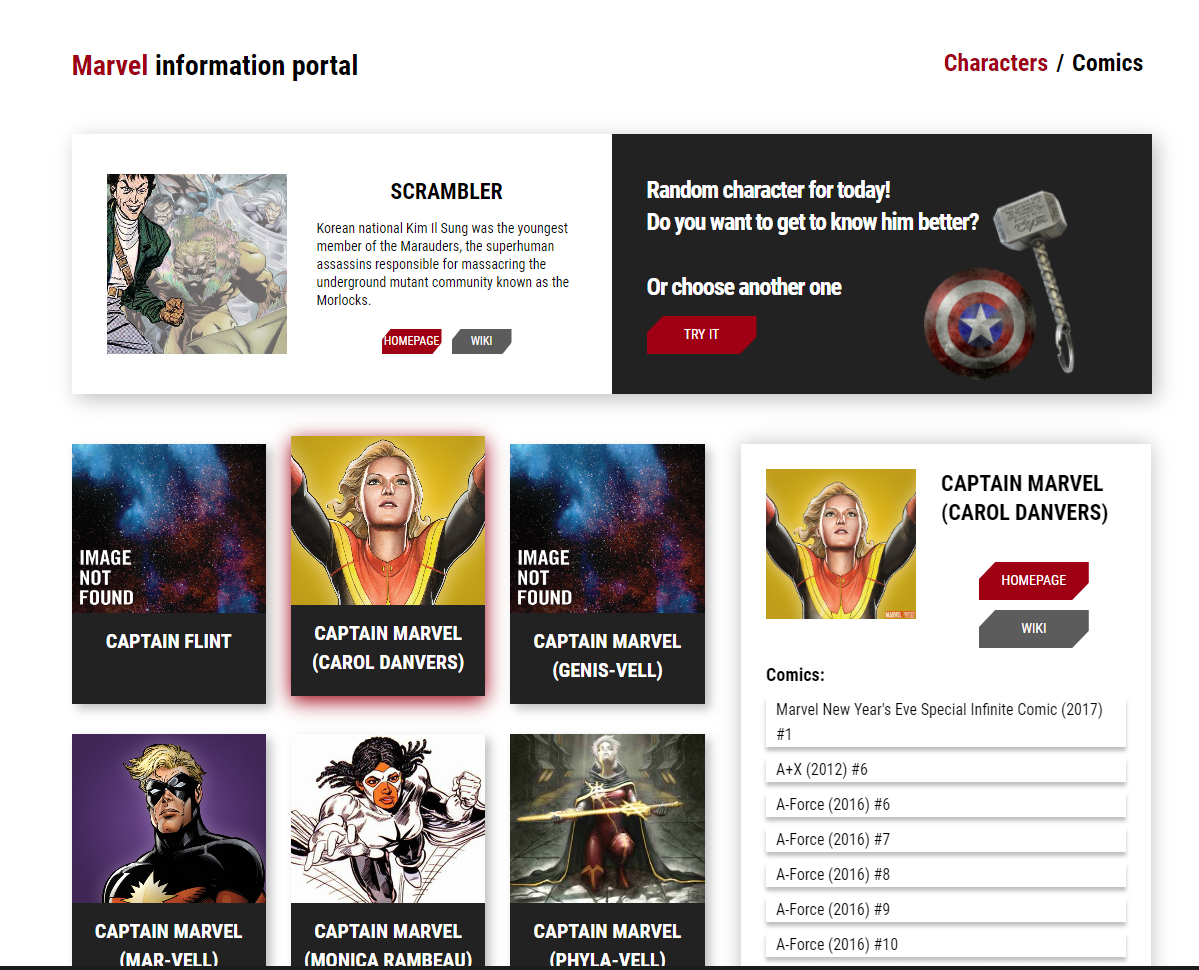 Marvel information portal
Characters / Comics
SCRAMBLER
Korean national Kim Il Sung was the youngest
member of the Marauders, the superhuman
assassins responsible for massacring the
underground mutant community known as the
Morlocks.
HOMEPAGE
WIKI
Random character for today!
Do you want to get to know him better?
Or choose another one
TRY IT
IMAGE
NOT
FOUND
CAPTAIN FLINT
CAPTAIN MARVEL
(CAROL DANVERS)
IMAGE
NOT
FOUND
CAPTAIN MARVEL
(GENIS-VELL)
CAPTAIN MARVEL
(MAR-VELL)
CAPTAIN MARVEL
(MONICA RAMBEAU)
CAPTAIN MARVEL
(PHYLA-VELL)
CAPTAIN MARVEL
(CAROL DANVERS)
HOMEPAGE
WIKI
Comics:
Marvel New Year's Eve Special Infinite Comic (2017)
#1
A+X (2012) #6
A-Force (2016) #6
A-Force (2016) #7
A-Force (2016) #8
A-Force (2016) #9
A-Force (2016) #10